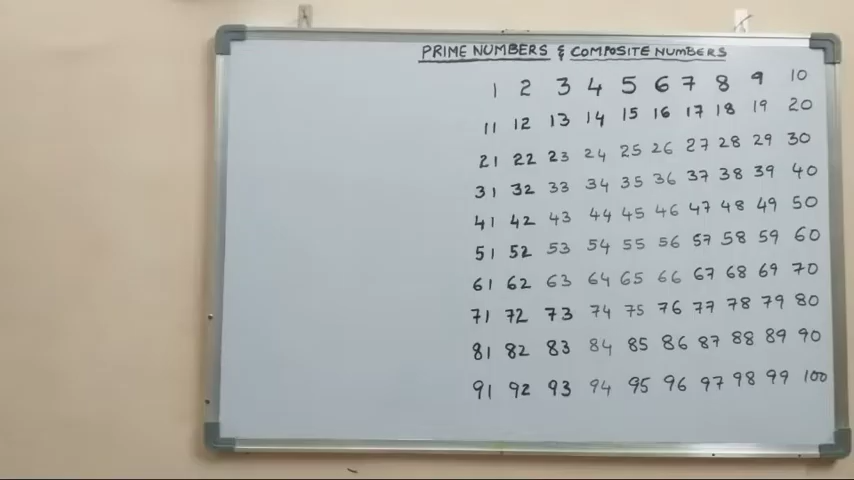 PRIME NUMBERS & COMPOSITE NUMBERS
1 2 3 4 5 6 7 8 9 10
11 12 13 14 15 16 17 18 19 20
21 22 23 24 25 26 27 28 29 30
31 32 33 34 35 36 37 38 39 40
41 42 43 44 45 46 47 48 49 50
51 52 53 54 55 56 57 58 59 60
61 62 63 64 65 66 67 68 69 70
71 72 73 74 75 76 77 78 79 80
81 82 83 84 85 86 87 88 89 90
91 92 93 94 95 96 97 98 99 100